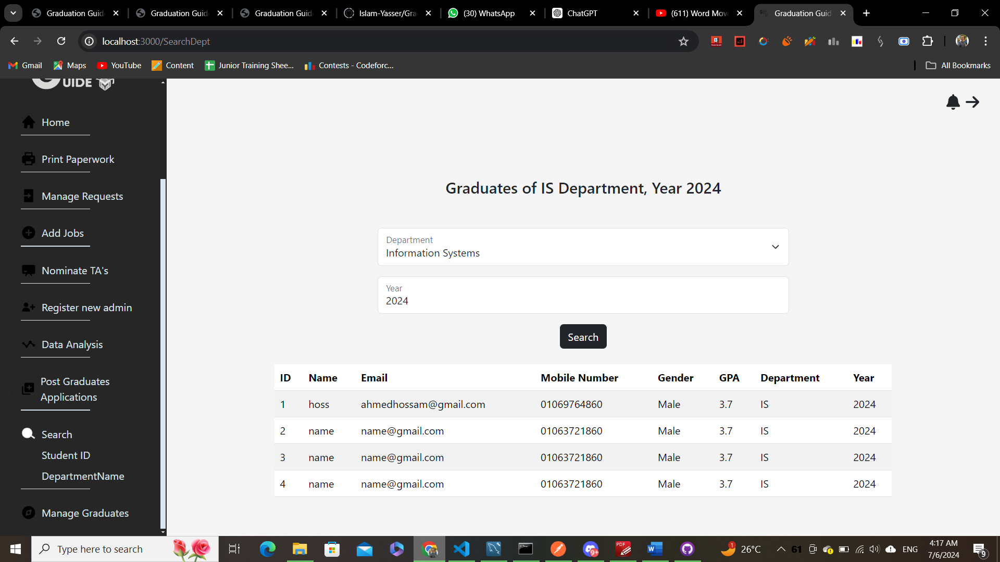 Graduation Guid
Graduation Guid
Graduation Guid
Islam-Yasser/Gra
(30) WhatsApp
ChatGPT
(611) Word Mov
Graduation Guid
localhost:3000/SearchDept
Gmail
Maps
YouTube
Content
Junior Training Shee...
Contests - Codeforc...
All Bookmarks
GUIDE
Home
Print Paperwork
Manage Requests
Add Jobs
Nominate TA's
Register new admin
Data Analysis
Post Graduates
Applications
Search
Student ID
DepartmentName
Manage Graduates
Graduates of IS Department, Year 2024
Department
Information Systems
Year
2024
Search
ID Name Email Mobile Number Gender GPA Department Year
1 hoss ahmedhossam@gmail.com 01069764860 Male 3.7 IS 2024
2 name name@gmail.com 01063721860 Male 3.7 IS 2024
3 name name@gmail.com 01063721860 Male 3.7 IS 2024
4 name name@gmail.com 01063721860 Male 3.7 IS 2024
Type here to search
9+
PDF
1
26°C
61
ENG
4:17 AM
7/6/2024
9